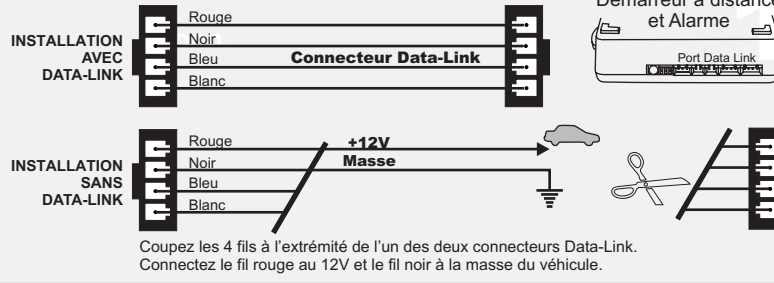 Rouge
Noir
Bleu
Blanc
INSTALLATION
AVEC
DATA-LINK
Connecteur Data-Link
Démarreur à distance
et Alarme
Port Data Link
Rouge
Noir
Bleu
Blanc
INSTALLATION
SANS
DATA-LINK
+12V
Masse
Coupez les 4 fils à l’extrémité de l’un des deux connecteurs Data-Link.
Connectez le fil rouge au 12V et le fil noir à la masse du véhicule.